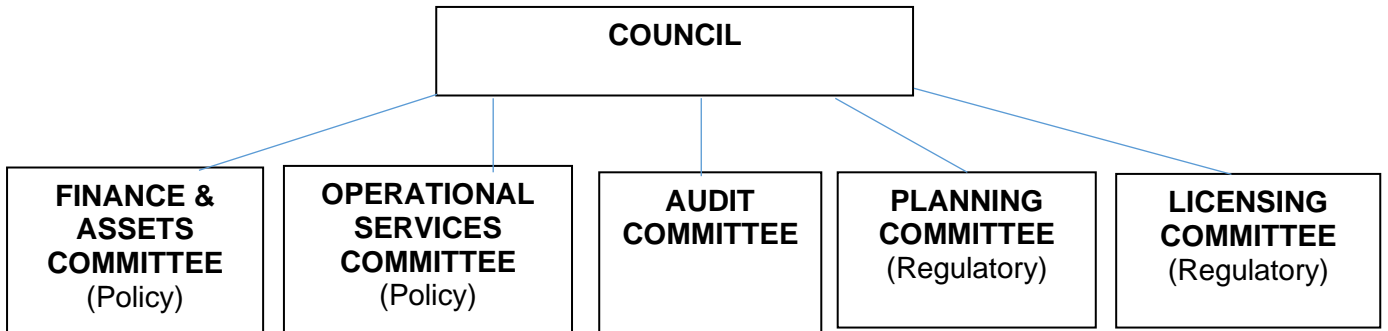 COUNCIL
FINANCE &
ASSETS
COMMITTEE
(Policy)
OPERATIONAL
SERVICES
COMMITTEE
(Policy)
AUDIT
COMMITTEE
PLANNING
COMMITTEE
(Regulatory)
LICENSING
COMMITTEE
(Regulatory)